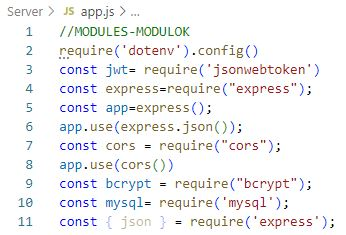 Server > JS app.js > ...
1 //MODULES-MODULOK
2 require('dotenv').config()
3 const jwt= require('jsonwebtoken')
4 const express=require("express");
5 const app=express();
6 app.use(express.json());
7 const cors = require("cors");
8 app.use(cors())
9 const bcrypt = require("bcrypt");
10 const mysql= require('mysql');
11 const { json } = require('express');